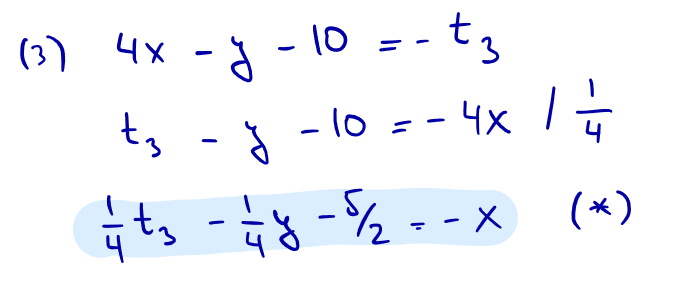 (3) 4x - y - 10 = - t₃
t₃ - y - 10 = - 4x / 1/4
1/4 t₃ - 1/4 y - 5/2 = - x (*)